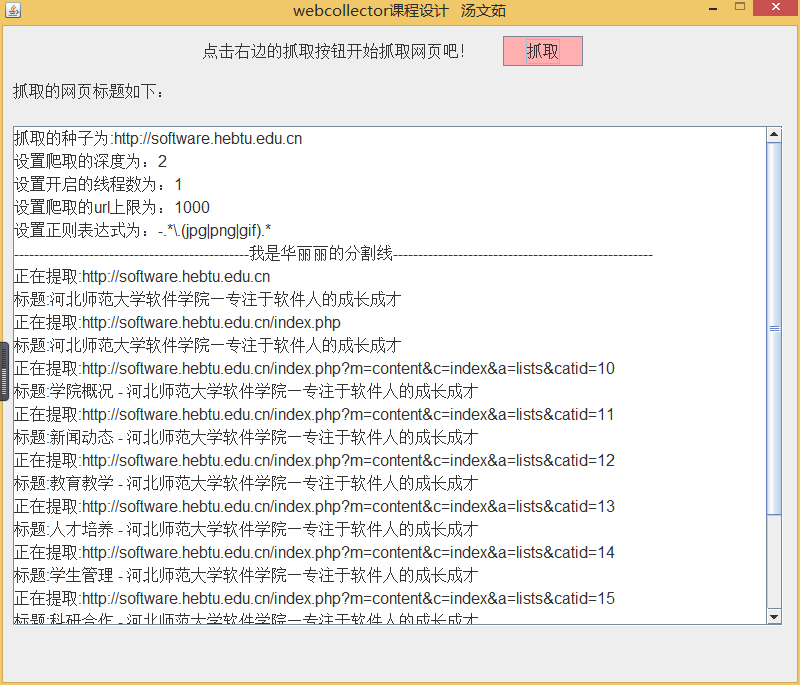 webcollector课程设计 汤文茹
点击右边的抓取按钮开始抓取网页吧！ 抓取
抓取的网页标题如下：
抓取的种子为:http://software.hebtu.edu.cn
设置爬取的深度为：2
设置开启的线程数为：1
设置爬取的url上限为：1000
设置正则表达式为：-.*\.(jpg|png|gif).*
-----------------------------------------------我是华丽丽的分割线----------------------------------------------------
正在提取:http://software.hebtu.edu.cn
标题:河北师范大学软件学院一专注于软件人的成长成才
正在提取:http://software.hebtu.edu.cn/index.php
标题:河北师范大学软件学院一专注于软件人的成长成才
正在提取:http://software.hebtu.edu.cn/index.php?m=content&c=index&a=lists&catid=10
标题:学院概况 - 河北师范大学软件学院一专注于软件人的成长成才
正在提取:http://software.hebtu.edu.cn/index.php?m=content&c=index&a=lists&catid=11
标题:新闻动态 - 河北师范大学软件学院一专注于软件人的成长成才
正在提取:http://software.hebtu.edu.cn/index.php?m=content&c=index&a=lists&catid=12
标题:教育教学 - 河北师范大学软件学院一专注于软件人的成长成才
正在提取:http://software.hebtu.edu.cn/index.php?m=content&c=index&a=lists&catid=13
标题:人才培养 - 河北师范大学软件学院一专注于软件人的成长成才
正在提取:http://software.hebtu.edu.cn/index.php?m=content&c=index&a=lists&catid=14
标题:学生管理 - 河北师范大学软件学院一专注于软件人的成长成才
正在提取:http://software.hebtu.edu.cn/index.php?m=content&c=index&a=lists&catid=15
标题:科研合作 - 河北师范大学软件学院一专注于软件人的成长成才